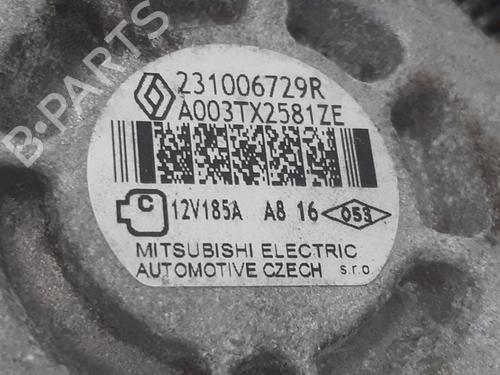 B-PARTS
231006729R
A003TX2581ZE
C 12V185A A8 16 053
MITSUBISHI ELECTRIC
AUTOMOTIVE CZECH s.r.o